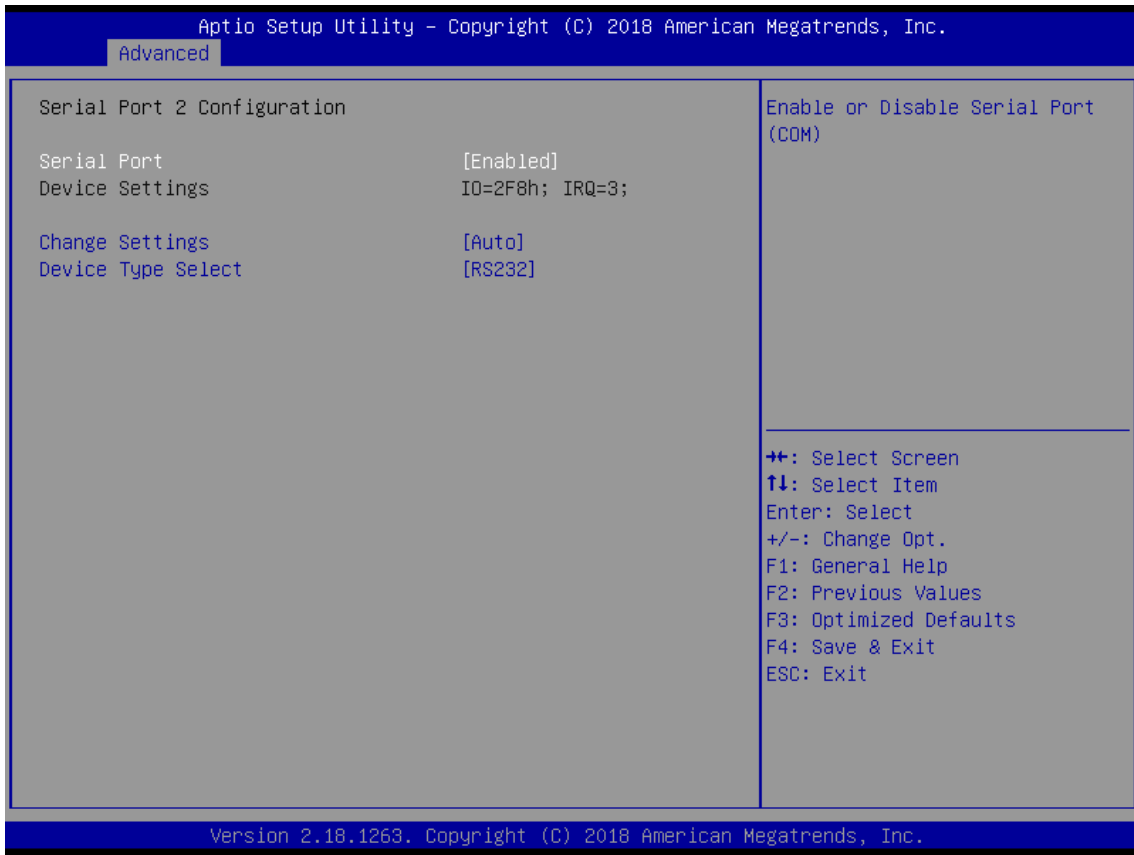 Aptio Setup Utility – Copyright (C) 2018 American Megatrends, Inc.
Advanced
Serial Port 2 Configuration
Serial Port [Enabled]
Device Settings IO=2F8h; IRQ=3;
Change Settings [Auto]
Device Type Select [RS232]
Enable or Disable Serial Port
(COM)
→←: Select Screen
↑↓: Select Item
Enter: Select
+/-: Change Opt.
F1: General Help
F2: Previous Values
F3: Optimized Defaults
F4: Save & Exit
ESC: Exit
Version 2.18.1263. Copyright (C) 2018 American Megatrends, Inc.